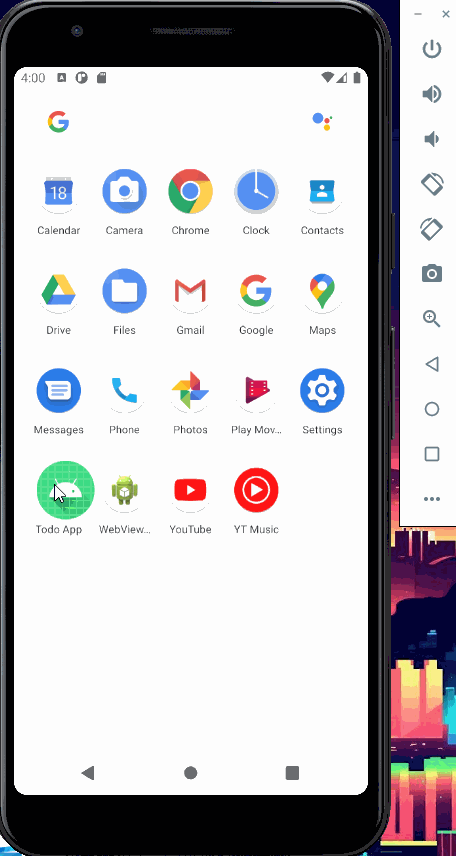 4:00
Calendar Camera Chrome Clock Contacts
Drive Files Gmail Google Maps
Messages Phone Photos Play Mov... Settings
Todo App WebView... YouTube YT Music